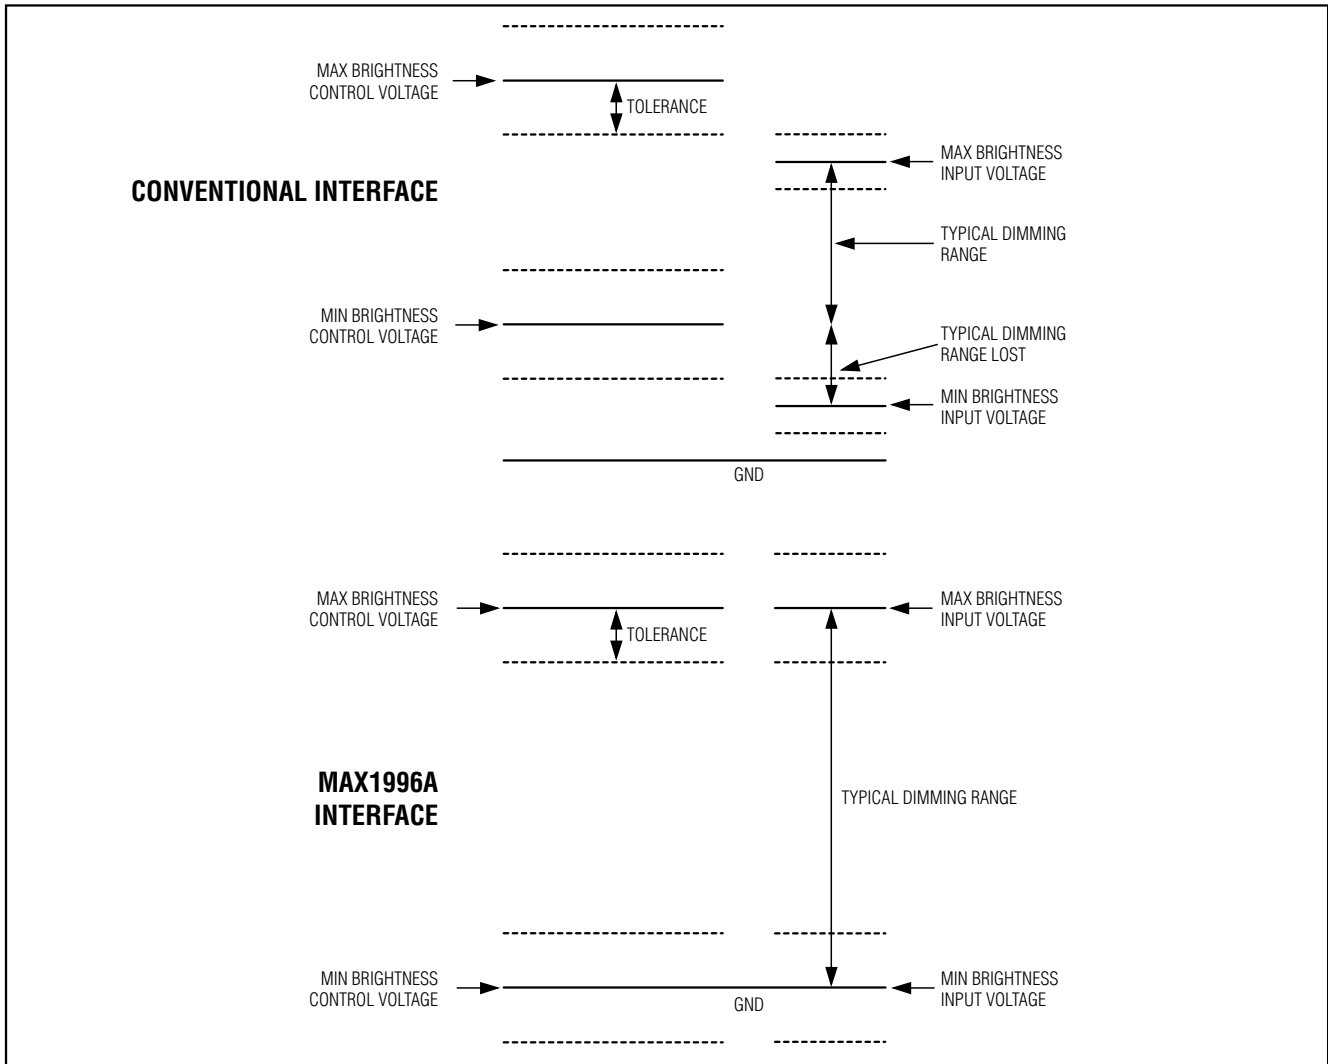 MAX BRIGHTNESS
CONTROL VOLTAGE
TOLERANCE
MAX BRIGHTNESS
INPUT VOLTAGE
CONVENTIONAL INTERFACE
TYPICAL DIMMING
RANGE
MIN BRIGHTNESS
CONTROL VOLTAGE
TYPICAL DIMMING
RANGE LOST
MIN BRIGHTNESS
INPUT VOLTAGE
GND
MAX BRIGHTNESS
CONTROL VOLTAGE
TOLERANCE
MAX BRIGHTNESS
INPUT VOLTAGE
MAX1996A
INTERFACE
TYPICAL DIMMING RANGE
MIN BRIGHTNESS
CONTROL VOLTAGE
GND
MIN BRIGHTNESS
INPUT VOLTAGE